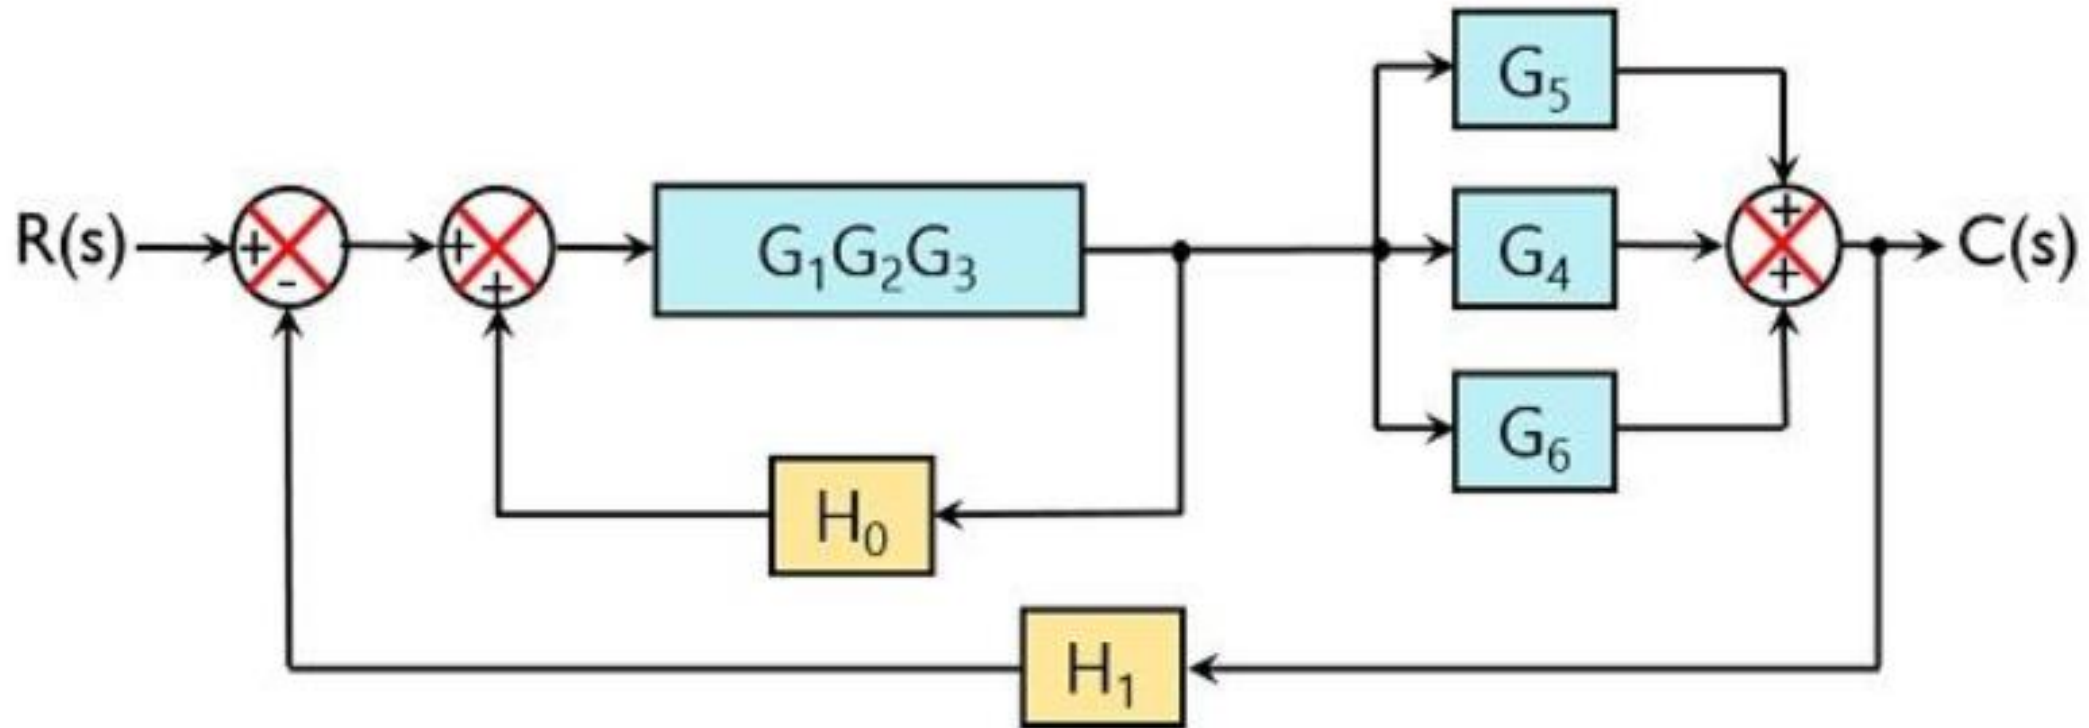 G₅
R(s)
+
-
+
+
G₁G₂G₃
G₄
+
+
C(s)
G₆
H₀
H₁